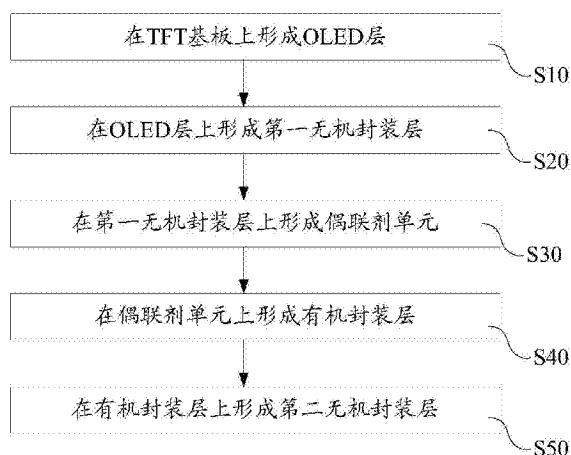 在TFT基板上形成OLED层
S10
在OLED层上形成第一无机封装层
S20
在第一无机封装层上形成偶联剂单元
S30
在偶联剂单元上形成有机封装层
S40
在有机封装层上形成第二无机封装层
S50